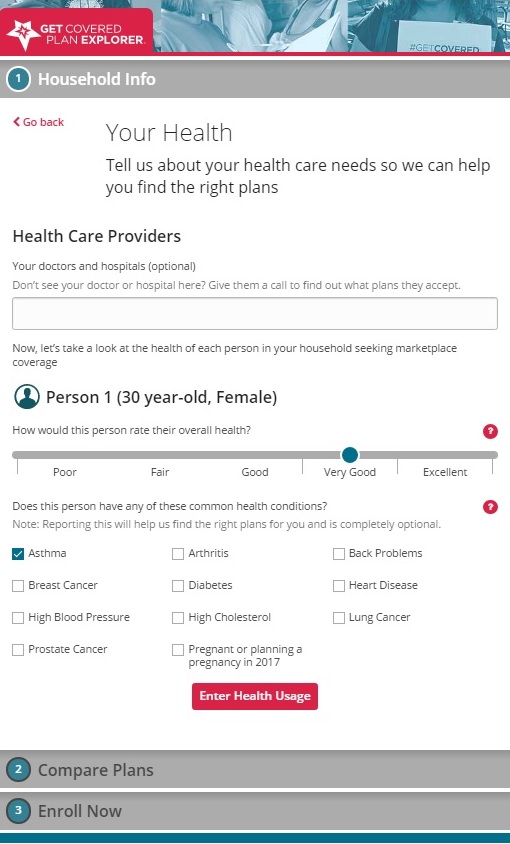 GET COVERED
PLAN EXPLORER.
#GETCOVERED
1 Household Info
Go back
Your Health
Tell us about your health care needs so we can help
you find the right plans
Health Care Providers
Your doctors and hospitals (optional)
Don't see your doctor or hospital here? Give them a call to find out what plans they accept.
Now, let's take a look at the health of each person in your household seeking marketplace
coverage
Person 1 (30 year-old, Female)
How would this person rate their overall health? ?
Poor Fair Good Very Good Excellent
Does this person have any of these common health conditions? ?
Note: Reporting this will help us find the right plans for you and is completely optional.
Asthma Arthritis Back Problems
Breast Cancer Diabetes Heart Disease
High Blood Pressure High Cholesterol Lung Cancer
Prostate Cancer Pregnant or planning a
pregnancy in 2017
Enter Health Usage
2 Compare Plans
3 Enroll Now